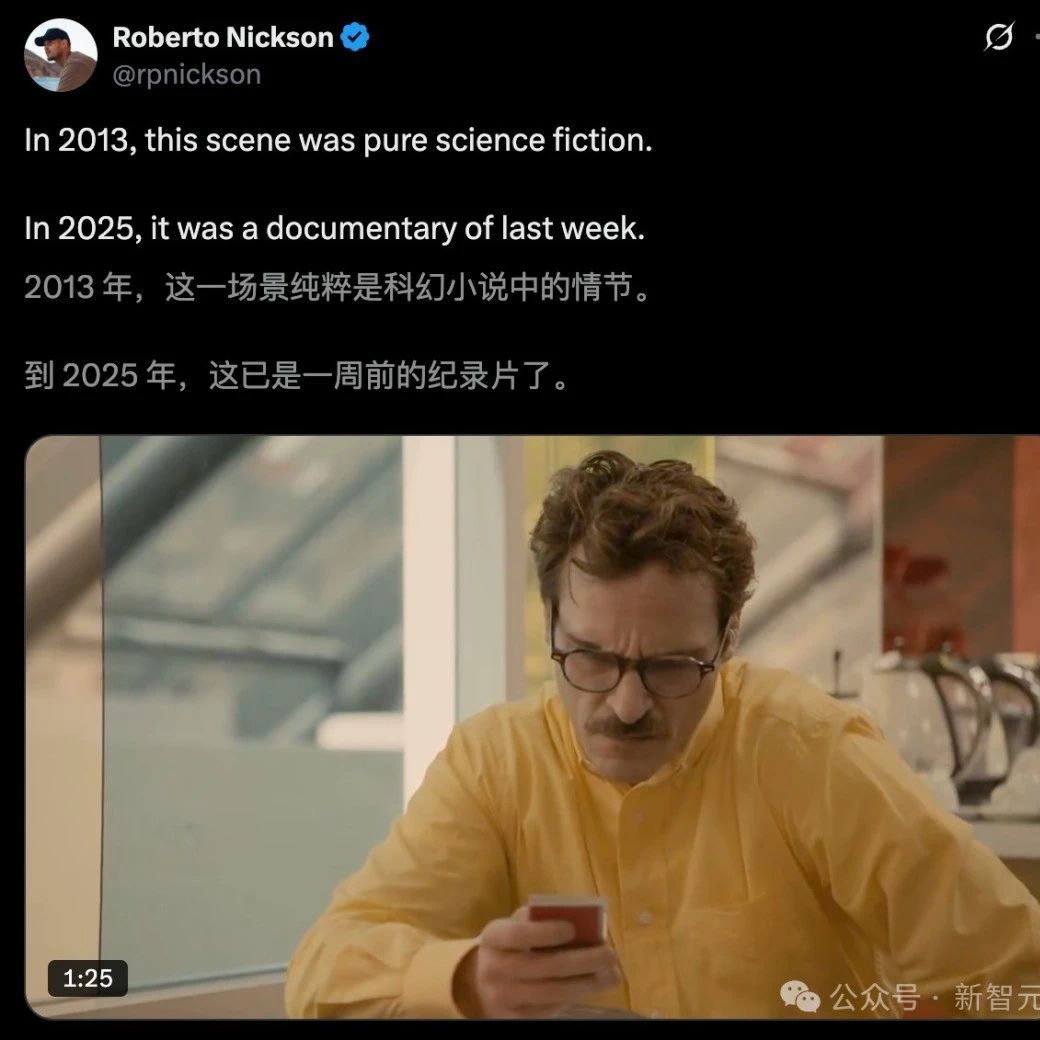 Roberto Nickson
@rpnickson
In 2013, this scene was pure science fiction.
In 2025, it was a documentary of last week.
2013 年，这一场景纯粹是科幻小说中的情节。
到 2025 年，这已是一周前的纪录片了。
1:25
公众号 · 新智元